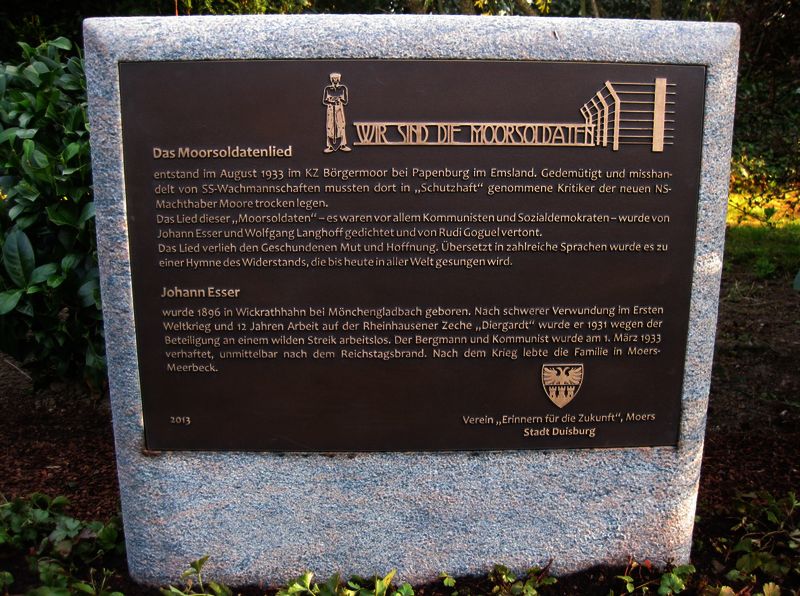 WIR SIND DIE MOORSOLDATEN
Das Moorsoldatenlied
entstand im August 1933 im KZ Börgermoor bei Papenburg im Emsland. Gedemütigt und misshan-
delt von SS-Wachmannschaften mussten dort in „Schutzhaft“ genommene Kritiker der neuen NS-
Machthaber Moore trocken legen.
Das Lied dieser „Moorsoldaten“ – es waren vor allem Kommunisten und Sozialdemokraten – wurde von
Johann Esser und Wolfgang Langhoff gedichtet und von Rudi Goguel vertont.
Das Lied verlieh den Geschundenen Mut und Hoffnung. Übersetzt in zahlreiche Sprachen wurde es zu
einer Hymne des Widerstands, die bis heute in aller Welt gesungen wird.
Johann Esser
wurde 1896 in Wickrathhahn bei Mönchengladbach geboren. Nach schwerer Verwundung im Ersten
Weltkrieg und 12 Jahren Arbeit auf der Rheinhausener Zeche „Diergardt“ wurde er 1931 wegen der
Beteiligung an einem wilden Streik arbeitslos. Der Bergmann und Kommunist wurde am 1. März 1933
verhaftet, unmittelbar nach dem Reichstagsbrand. Nach dem Krieg lebte die Familie in Moers-
Meerbeck.
2013
Verein „Erinnern für die Zukunft“, Moers
Stadt Duisburg